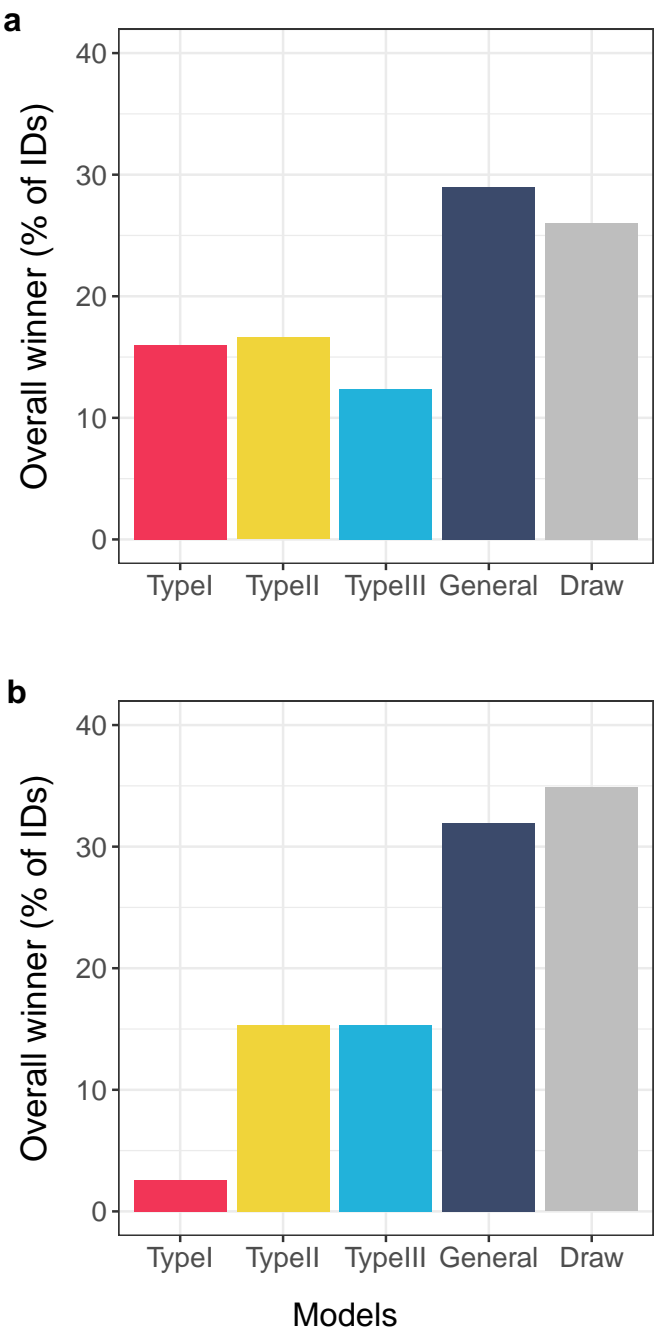 a
Overall winner (% of IDs)
40
30
20
10
0
TypeI TypeII TypeIII General Draw
b
Overall winner (% of IDs)
40
30
20
10
0
TypeI TypeII TypeIII General Draw
Models